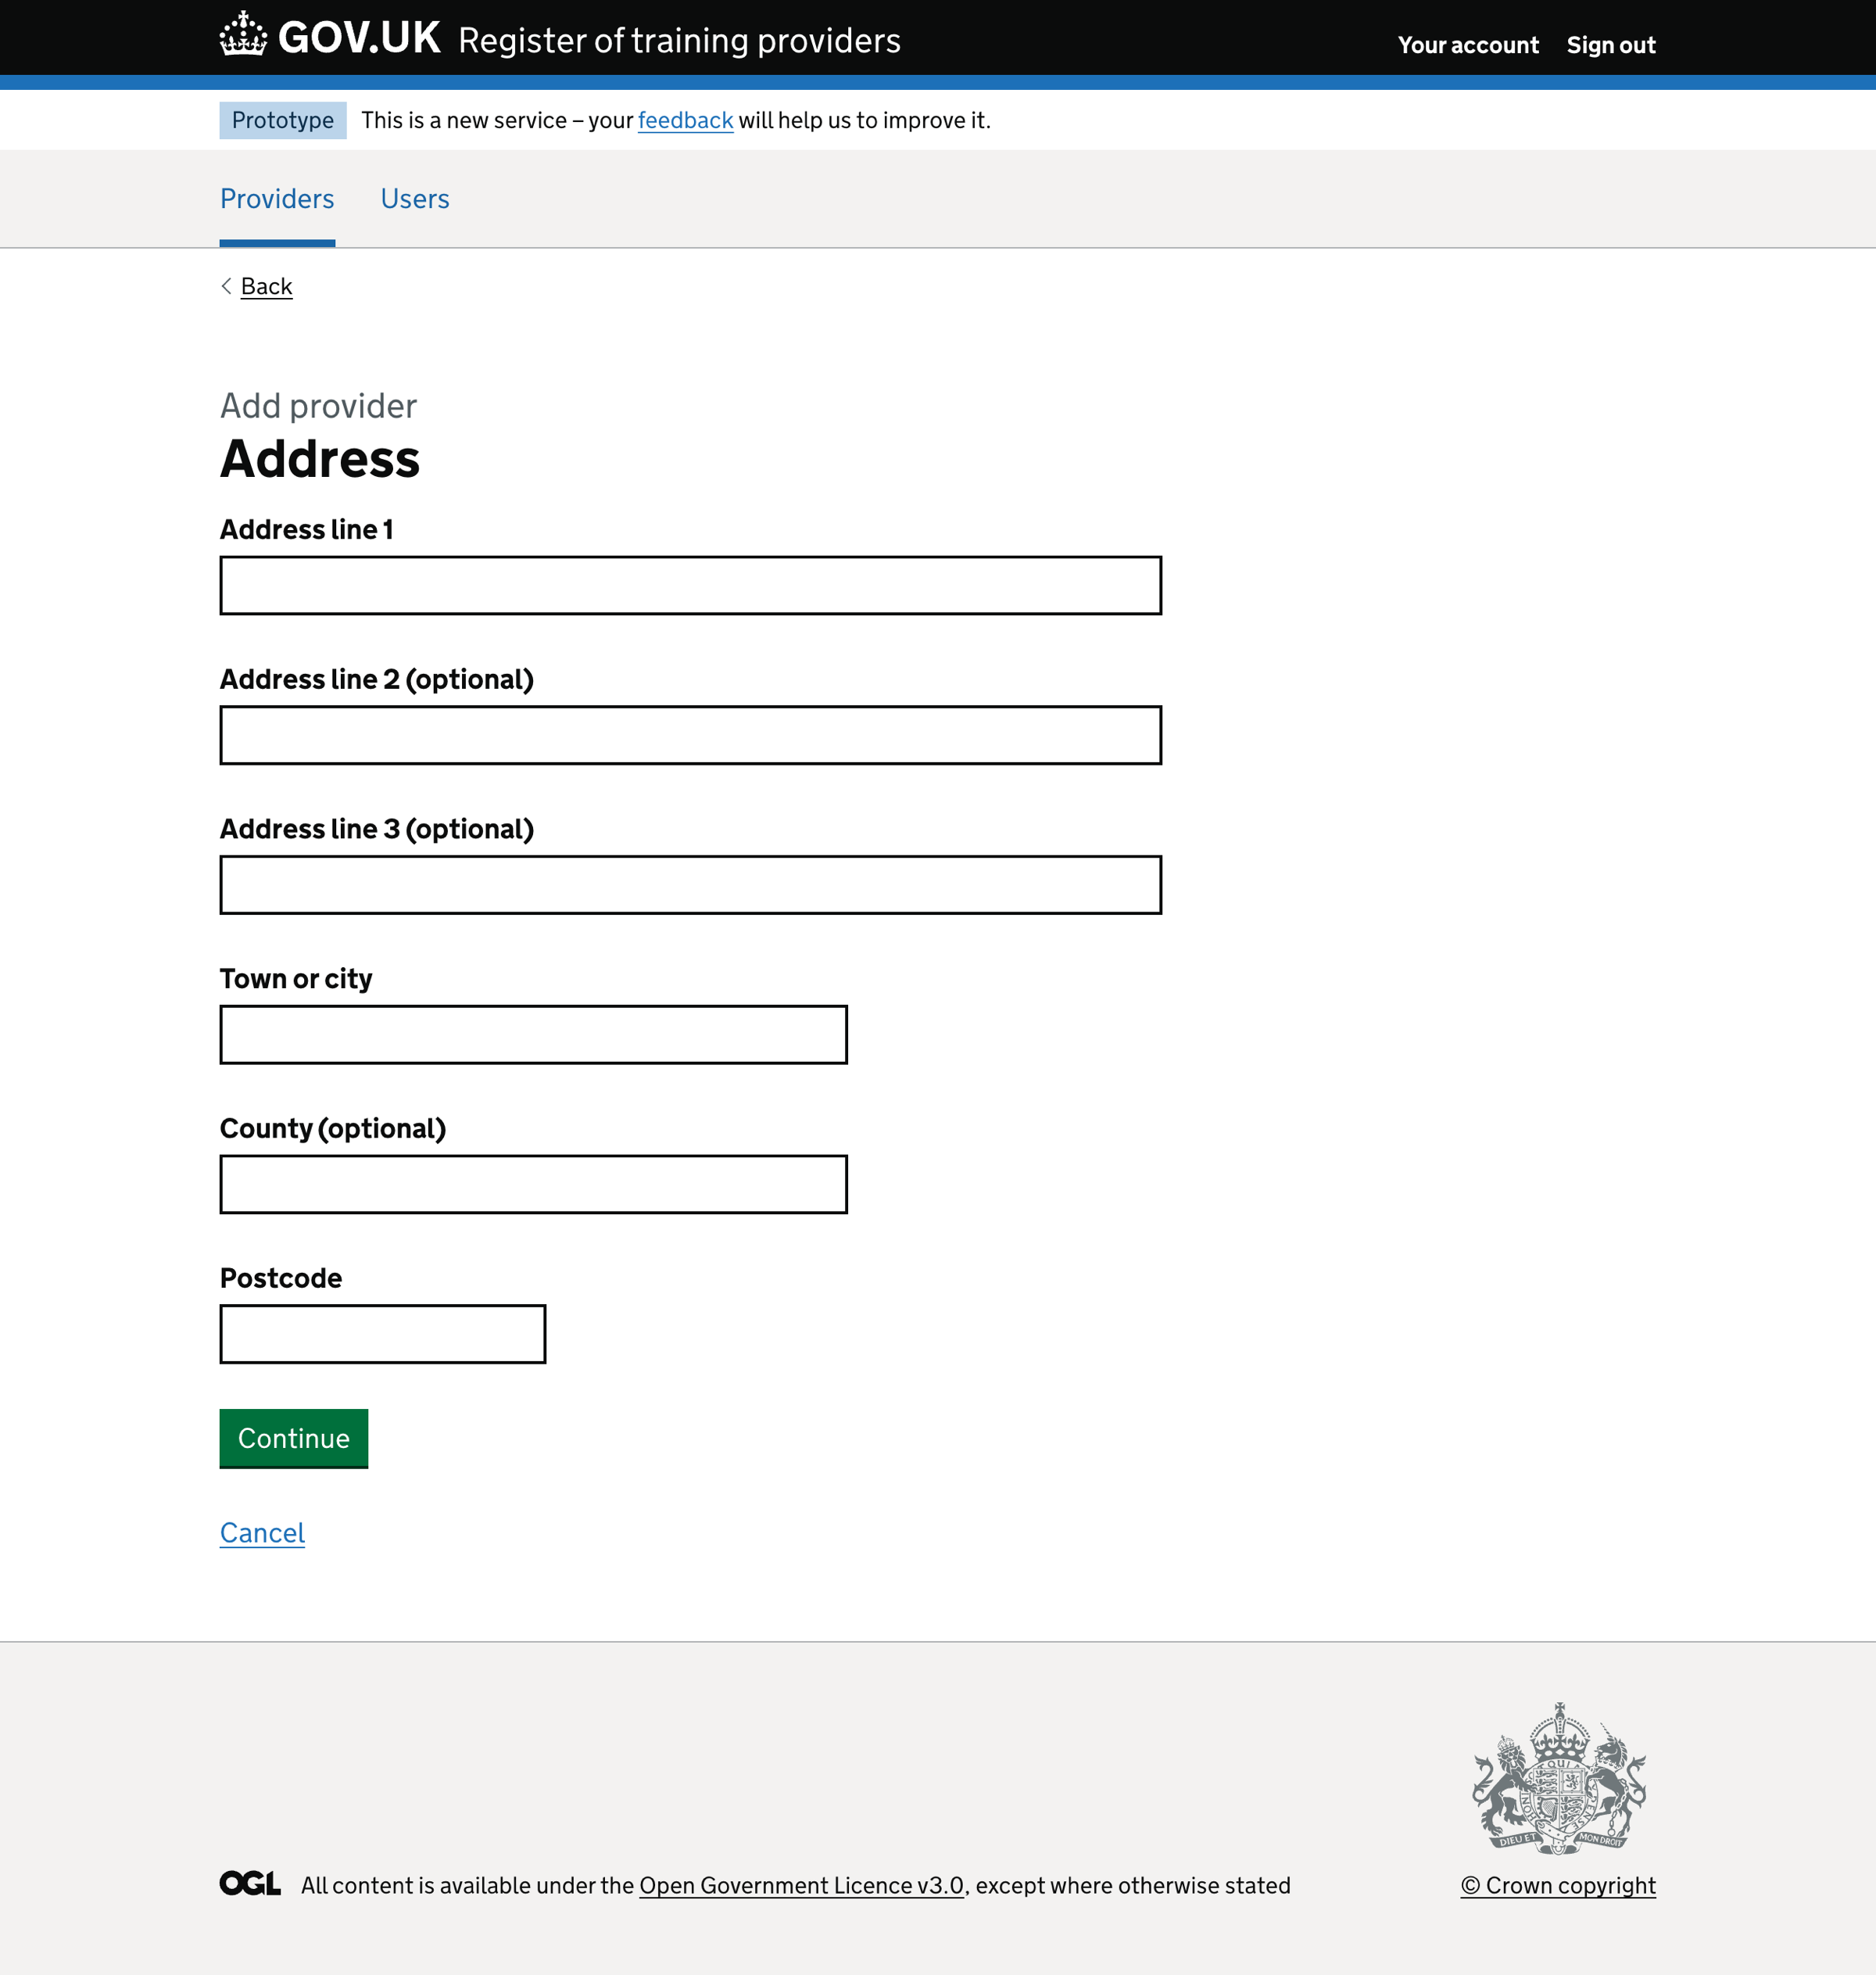 GOV.UK Register of training providers
Your account Sign out
Prototype This is a new service – your feedback will help us to improve it.
Providers Users
Back
Add provider
Address
Address line 1
Address line 2 (optional)
Address line 3 (optional)
Town or city
County (optional)
Postcode
Continue
Cancel
DIEU ET MON DROIT
OGL All content is available under the Open Government Licence v3.0, except where otherwise stated
© Crown copyright